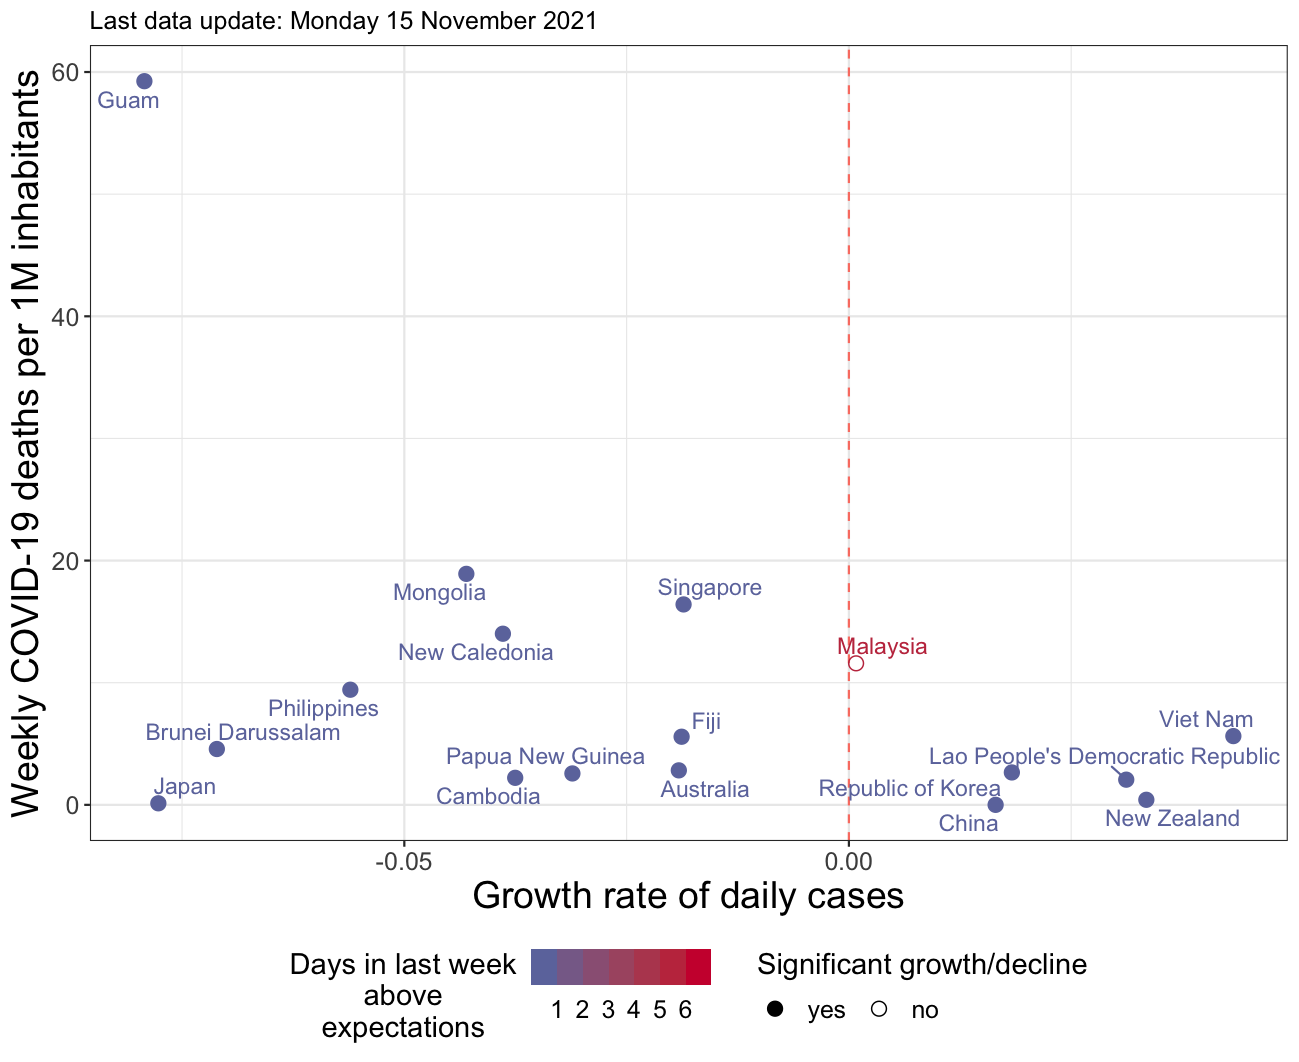 Last data update: Monday 15 November 2021
Weekly COVID-19 deaths per 1M inhabitants
60
40
20
0
Guam
Mongolia
Singapore
New Caledonia
Malaysia
Philippines
Brunei Darussalam
Fiji
Viet Nam
Papua New Guinea
Lao People's Democratic Republic
Japan
Cambodia
Australia
Republic of Korea
China
New Zealand
-0.05
0.00
Growth rate of daily cases
Days in last week
above
expectations
1 2 3 4 5 6
Significant growth/decline
yes no